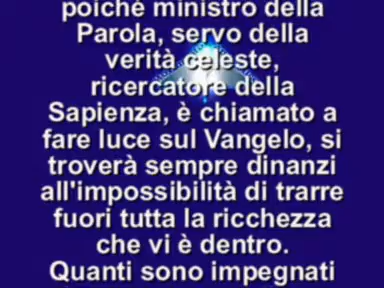 poiché ministro della
Parola, servo della
verità celeste,
ricercatore della
Sapienza, è chiamato a
fare luce sul Vangelo, si
troverà sempre dinanzi
all'impossibilità di trarre
fuori tutta la ricchezza
che vi è dentro.
Quanti sono impegnati